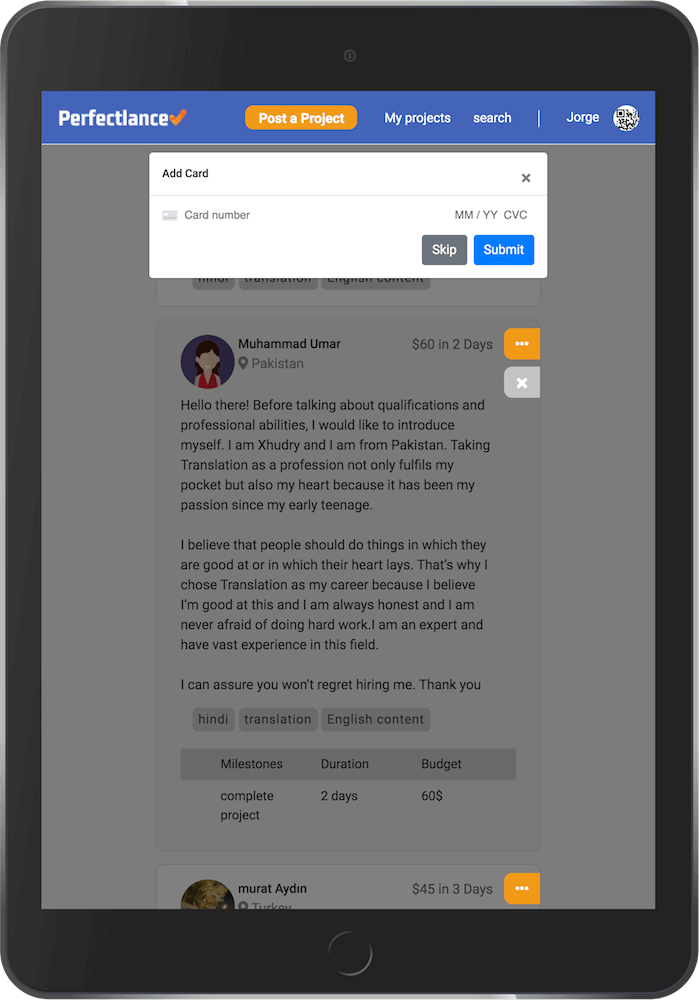 Perfectlance
Post a Project
My projects
search
Jorge
Add Card
×
Card number
MM / YY CVC
Skip
Submit
hindi translation English content
Muhammad Umar
$60 in 2 Days
Pakistan
Hello there! Before talking about qualifications and
professional abilities, I would like to introduce
myself. I am Xhudry and I am from Pakistan. Taking
Translation as a profession not only fulfils my
pocket but also my heart because it has been my
passion since my early teenage.
I believe that people should do things in which they
are good at or in which their heart lays. That's why I
chose Translation as my career because I believe
I'm good at this and I am always honest and I am
never afraid of doing hard work.I am an expert and
have vast experience in this field.
I can assure you won't regret hiring me. Thank you
hindi translation English content
Milestones Duration Budget
complete 2 days 60$
project
murat Aydın
$45 in 3 Days
Turkey